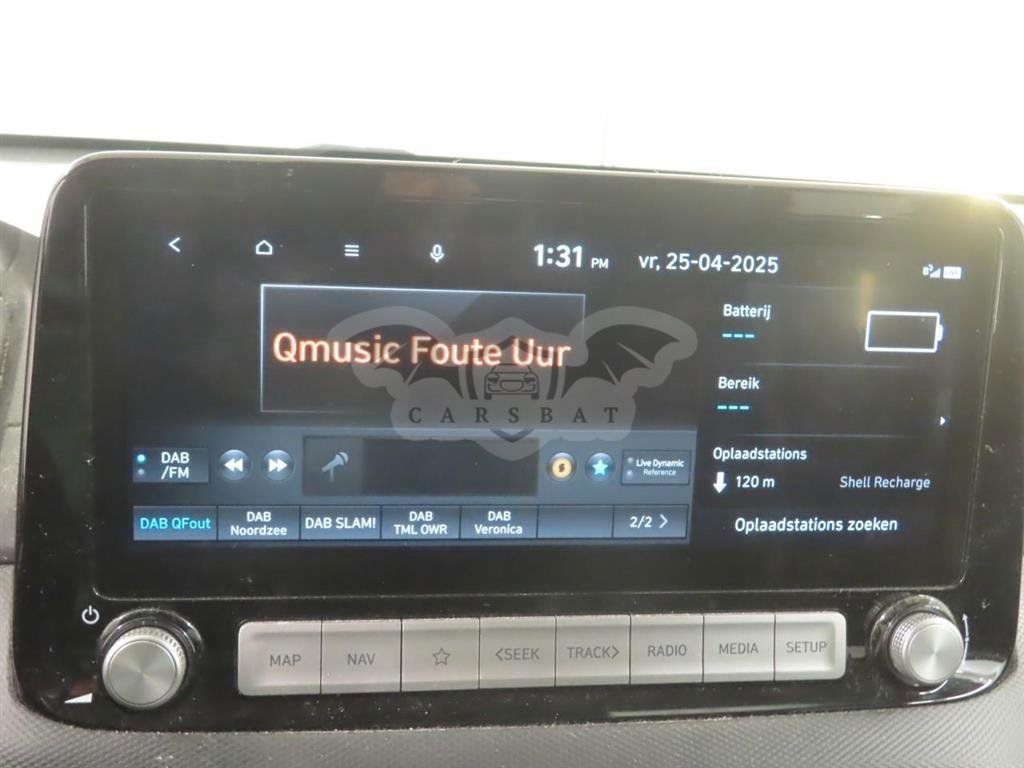 1:31 PM vr, 25-04-2025
Qmusic Foute Uur
CARSBAT
Batterij
---
Bereik
---
Oplaadstations
120 m Shell Recharge
Oplaadstations zoeken
DAB
/FM
Live Dynamic
Reference
DAB QFout
DAB
Noordzee
DAB SLAM!
DAB
TML OWR
DAB
Veronica
2/2 >
MAP
NAV
<SEEK
TRACK>
RADIO
MEDIA
SETUP